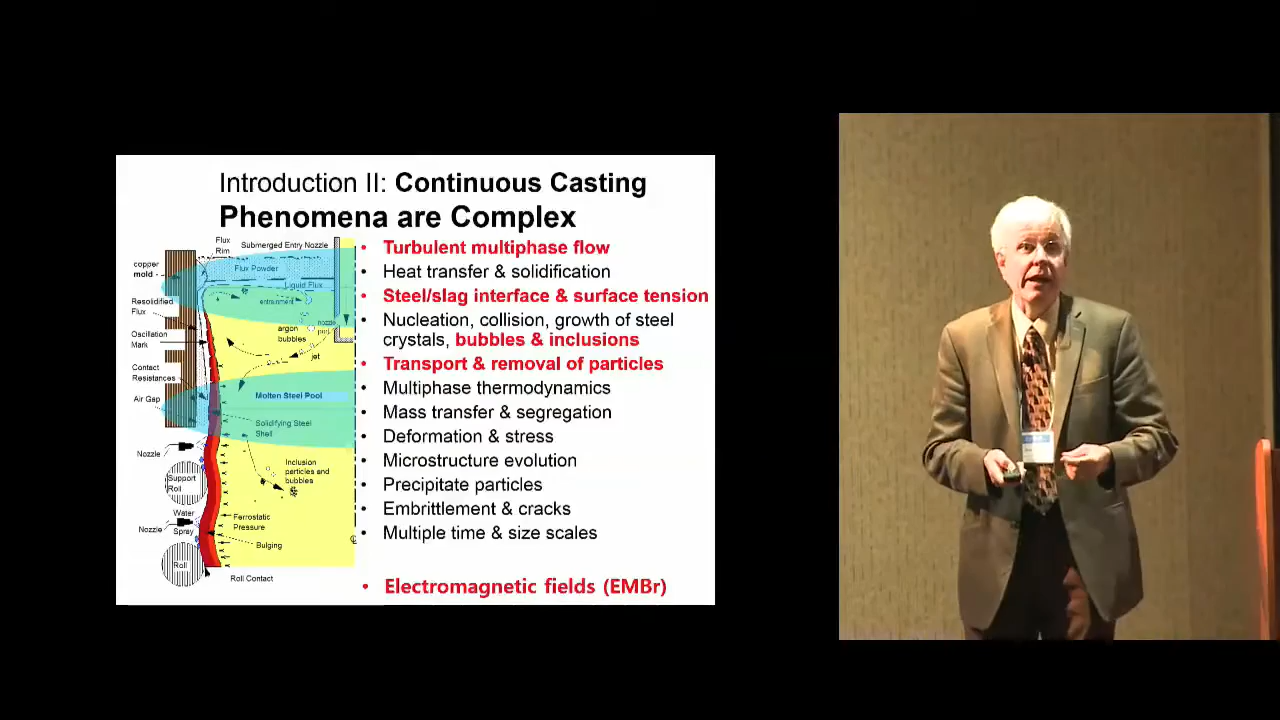 Introduction II: Continuous Casting
Phenomena are Complex
Flux
Rim
Submerged Entry Nozzle
copper
mold
Flux Powder
Liquid Flux
Resolidified
Flux
entrainment
nozzle
port
argon
bubbles
Oscillation
Mark
jet
Contact
Resistances
Air Gap
Molten Steel Pool
Solidifying Steel
Shell
Nozzle
Inclusion
particles and
bubbles
Support
Roll
Water
Spray
Nozzle
Ferrostatic
Pressure
Bulging
Roll
Roll Contact
• Turbulent multiphase flow
• Heat transfer & solidification
• Steel/slag interface & surface tension
• Nucleation, collision, growth of steel
crystals, bubbles & inclusions
• Transport & removal of particles
• Multiphase thermodynamics
• Mass transfer & segregation
• Deformation & stress
• Microstructure evolution
• Precipitate particles
• Embrittlement & cracks
• Multiple time & size scales
• Electromagnetic fields (EMBr)